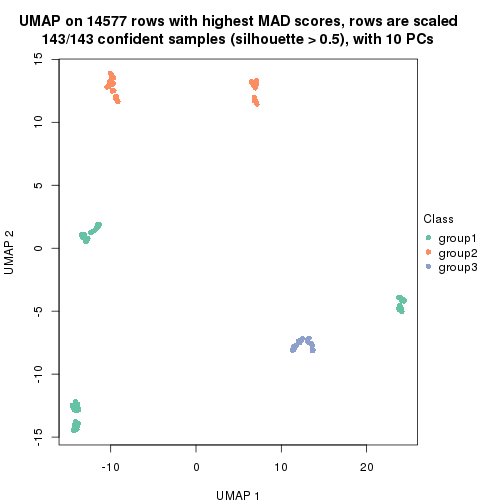 UMAP on 14577 rows with highest MAD scores, rows are scaled
143/143 confident samples (silhouette > 0.5), with 10 PCs
15
10
5
0
-5
-10
-15
UMAP 2
-10
0
10
20
UMAP 1
Class
group1
group2
group3